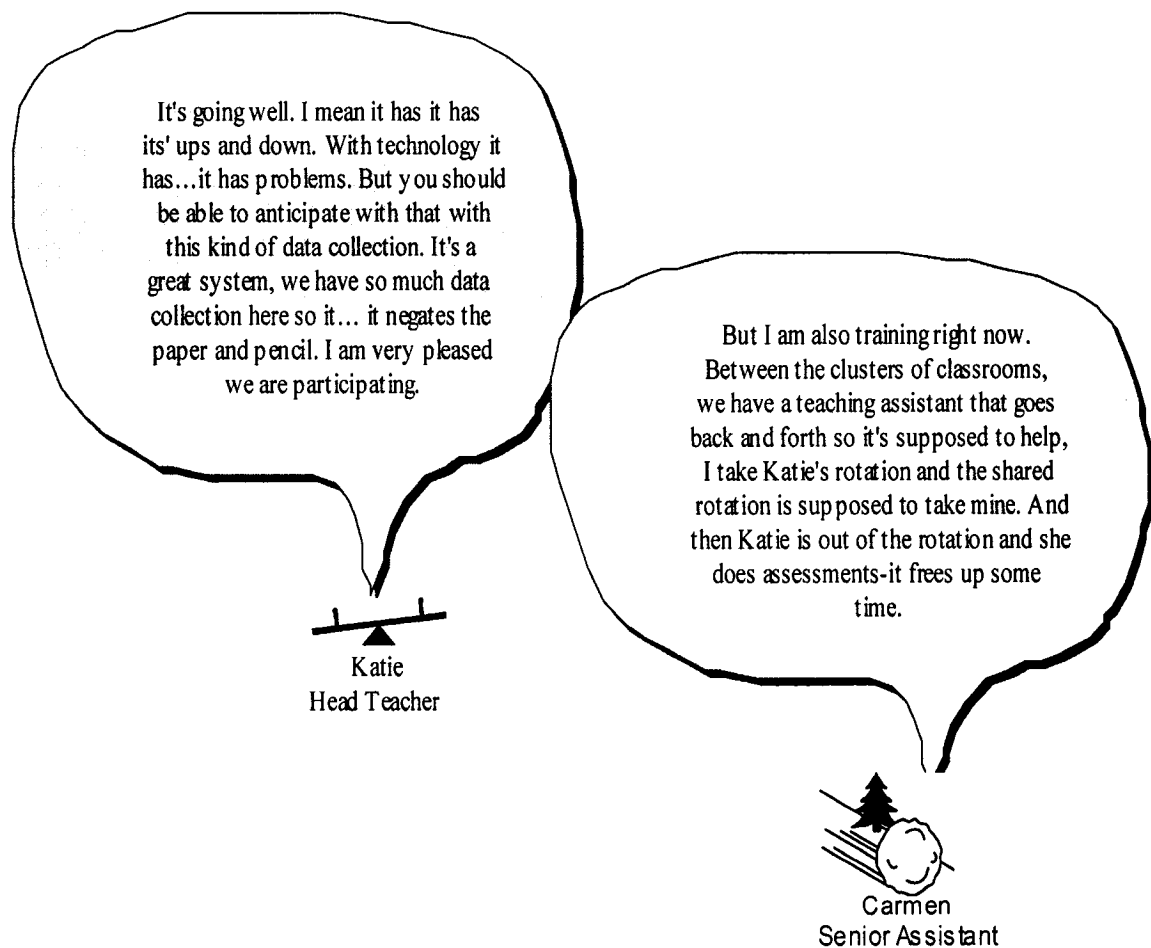 It's going well. I mean it has it has
its' ups and down. With technology it
has...it has problems. But you should
be able to anticipate with that with
this kind of data collection. It's a
great system, we have so much data
collection here so it... it negates the
paper and pencil. I am very pleased
we are participating.
Katie
Head Teacher
But I am also training right now.
Between the clusters of classrooms,
we have a teaching assistant that goes
back and forth so it's supposed to help,
I take Katie's rotation and the shared
rotation is supposed to take mine. And
then Katie is out of the rotation and she
does assessments-it frees up some
time.
Carmen
Senior Assistant